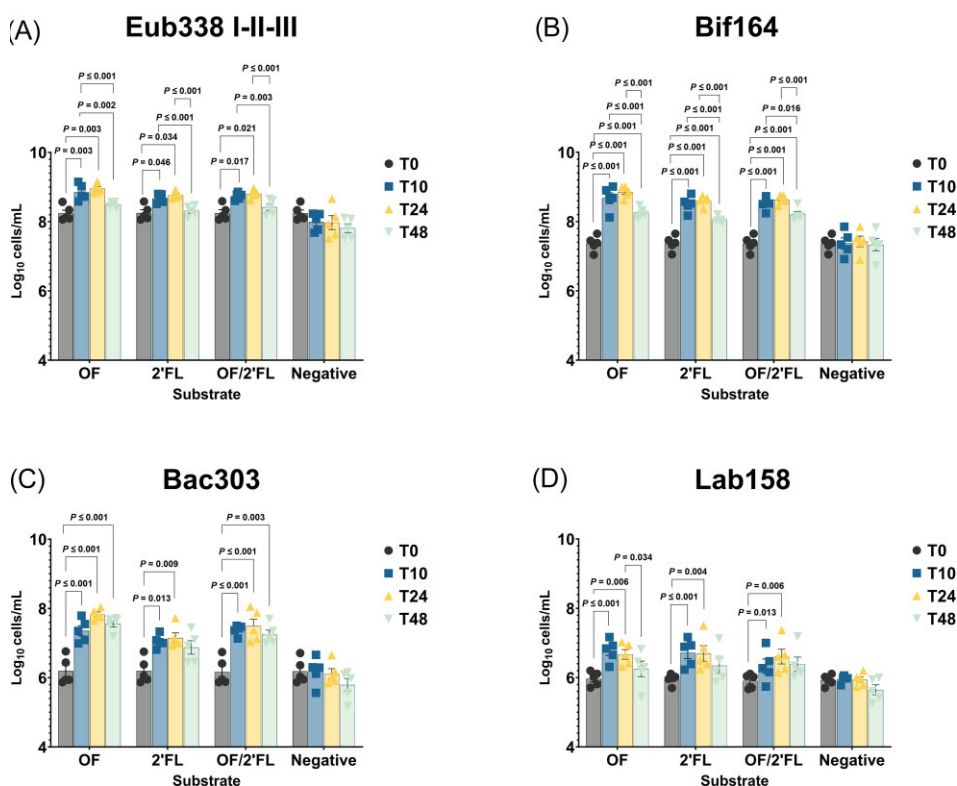 (A)
Eub338 I-II-III
P ≤ 0.001
P ≤ 0.001
P = 0.002
P ≤ 0.001
P = 0.003
P = 0.003
P = 0.034
P ≤ 0.001
P = 0.021
P = 0.003
P = 0.046
P = 0.017
10
8
6
4
Log10 cells/mL
OF
2'FL
OF/2'FL
Negative
Substrate
T0
T10
T24
T48
(B)
Bif164
P ≤ 0.001
P ≤ 0.001
P ≤ 0.001
P ≤ 0.001
P ≤ 0.001
P = 0.016
P ≤ 0.001
P ≤ 0.001
P ≤ 0.001
P ≤ 0.001
P ≤ 0.001
P ≤ 0.001
P ≤ 0.001
P ≤ 0.001
P ≤ 0.001
10
8
6
4
Log10 cells/mL
OF
2'FL
OF/2'FL
Negative
Substrate
T0
T10
T24
T48
(C)
Bac303
P ≤ 0.001
P = 0.003
P ≤ 0.001
P = 0.009
P ≤ 0.001
P ≤ 0.001
P = 0.013
P ≤ 0.001
10
8
6
4
Log10 cells/mL
OF
2'FL
OF/2'FL
Negative
Substrate
T0
T10
T24
T48
(D)
Lab158
P = 0.034
P = 0.006
P = 0.004
P = 0.006
P ≤ 0.001
P ≤ 0.001
P = 0.013
10
8
6
4
Log10 cells/mL
OF
2'FL
OF/2'FL
Negative
Substrate
T0
T10
T24
T48